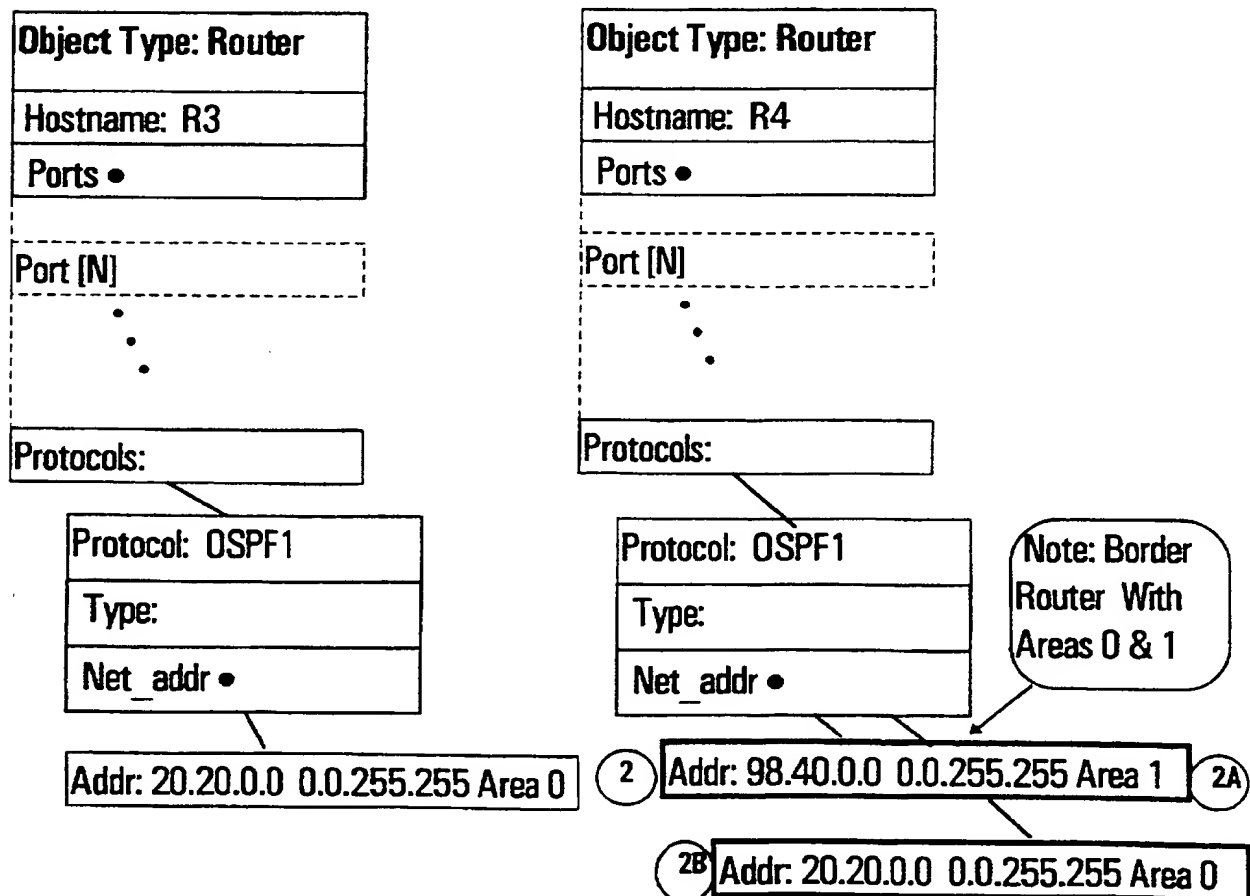 Object Type: Router
Hostname: R3
Ports •
Port [N]
Protocols:
Protocol: OSPF1
Type:
Net_addr •
Addr: 20.20.0.0 0.0.255.255 Area 0
Object Type: Router
Hostname: R4
Ports •
Port [N]
Protocols:
Protocol: OSPF1
Type:
Net_addr •
Note: Border
Router With
Areas 0 & 1
2
Addr: 98.40.0.0 0.0.255.255 Area 1
2A
2B
Addr: 20.20.0.0 0.0.255.255 Area 0